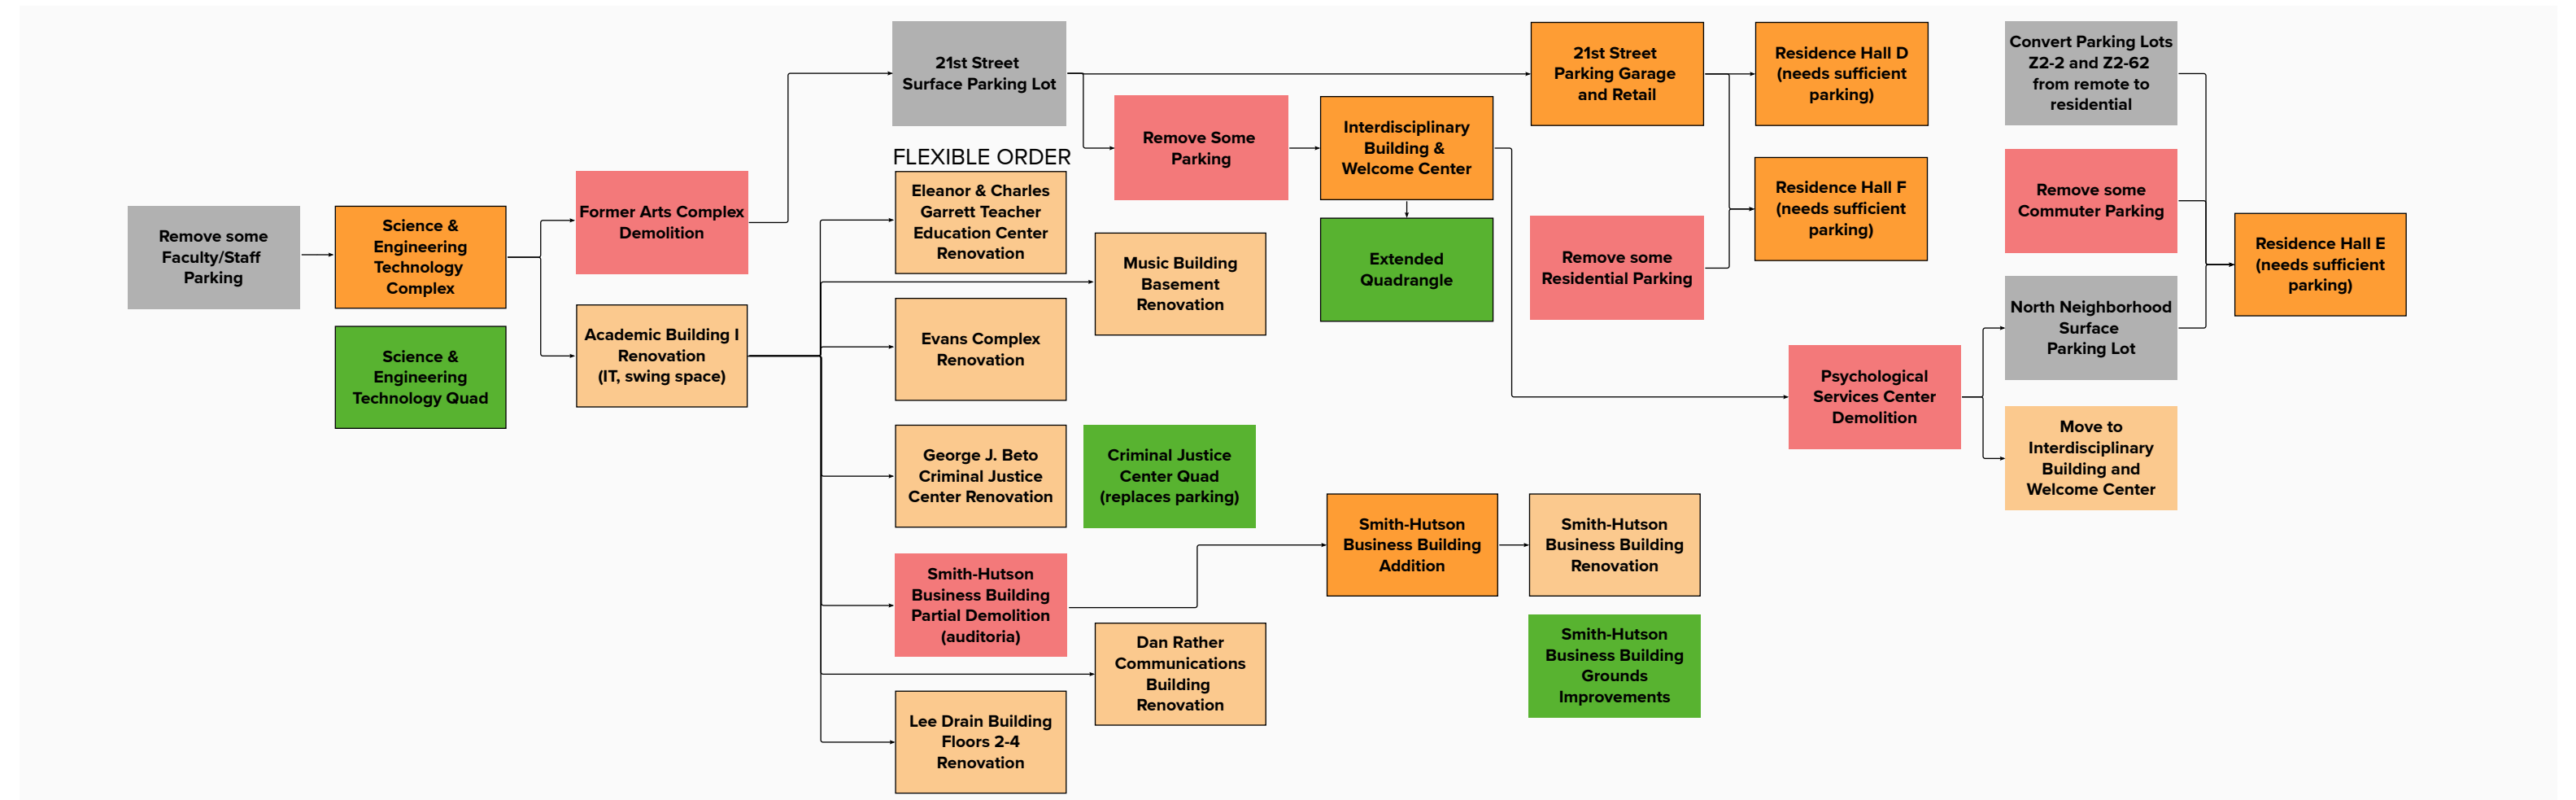 Remove some
Faculty/Staff
Parking
Science &
Engineering
Technology
Complex
Science &
Engineering
Technology Quad
Former Arts Complex
Demolition
Academic Building I
Renovation
(IT, swing space)
21st Street
Surface Parking Lot
FLEXIBLE ORDER
Eleanor & Charles
Garrett Teacher
Education Center
Renovation
Music Building
Basement
Renovation
Evans Complex
Renovation
George J. Beto
Criminal Justice
Center Renovation
Criminal Justice
Center Quad
(replaces parking)
Smith-Hutson
Business Building
Partial Demolition
(auditoria)
Dan Rather
Communications
Building
Renovation
Lee Drain Building
Floors 2-4
Renovation
Remove Some
Parking
Interdisciplinary
Building &
Welcome Center
Extended
Quadrangle
Smith-Hutson
Business Building
Addition
Smith-Hutson
Business Building
Renovation
Smith-Hutson
Business Building
Grounds
Improvements
21st Street
Parking Garage
and Retail
Remove some
Residential Parking
Residence Hall D
(needs sufficient
parking)
Residence Hall F
(needs sufficient
parking)
Psychological
Services Center
Demolition
Convert Parking Lots
Z2-2 and Z2-62
from remote to
residential
Remove some
Commuter Parking
North Neighborhood
Surface
Parking Lot
Move to
Interdisciplinary
Building and
Welcome Center
Residence Hall E
(needs sufficient
parking)